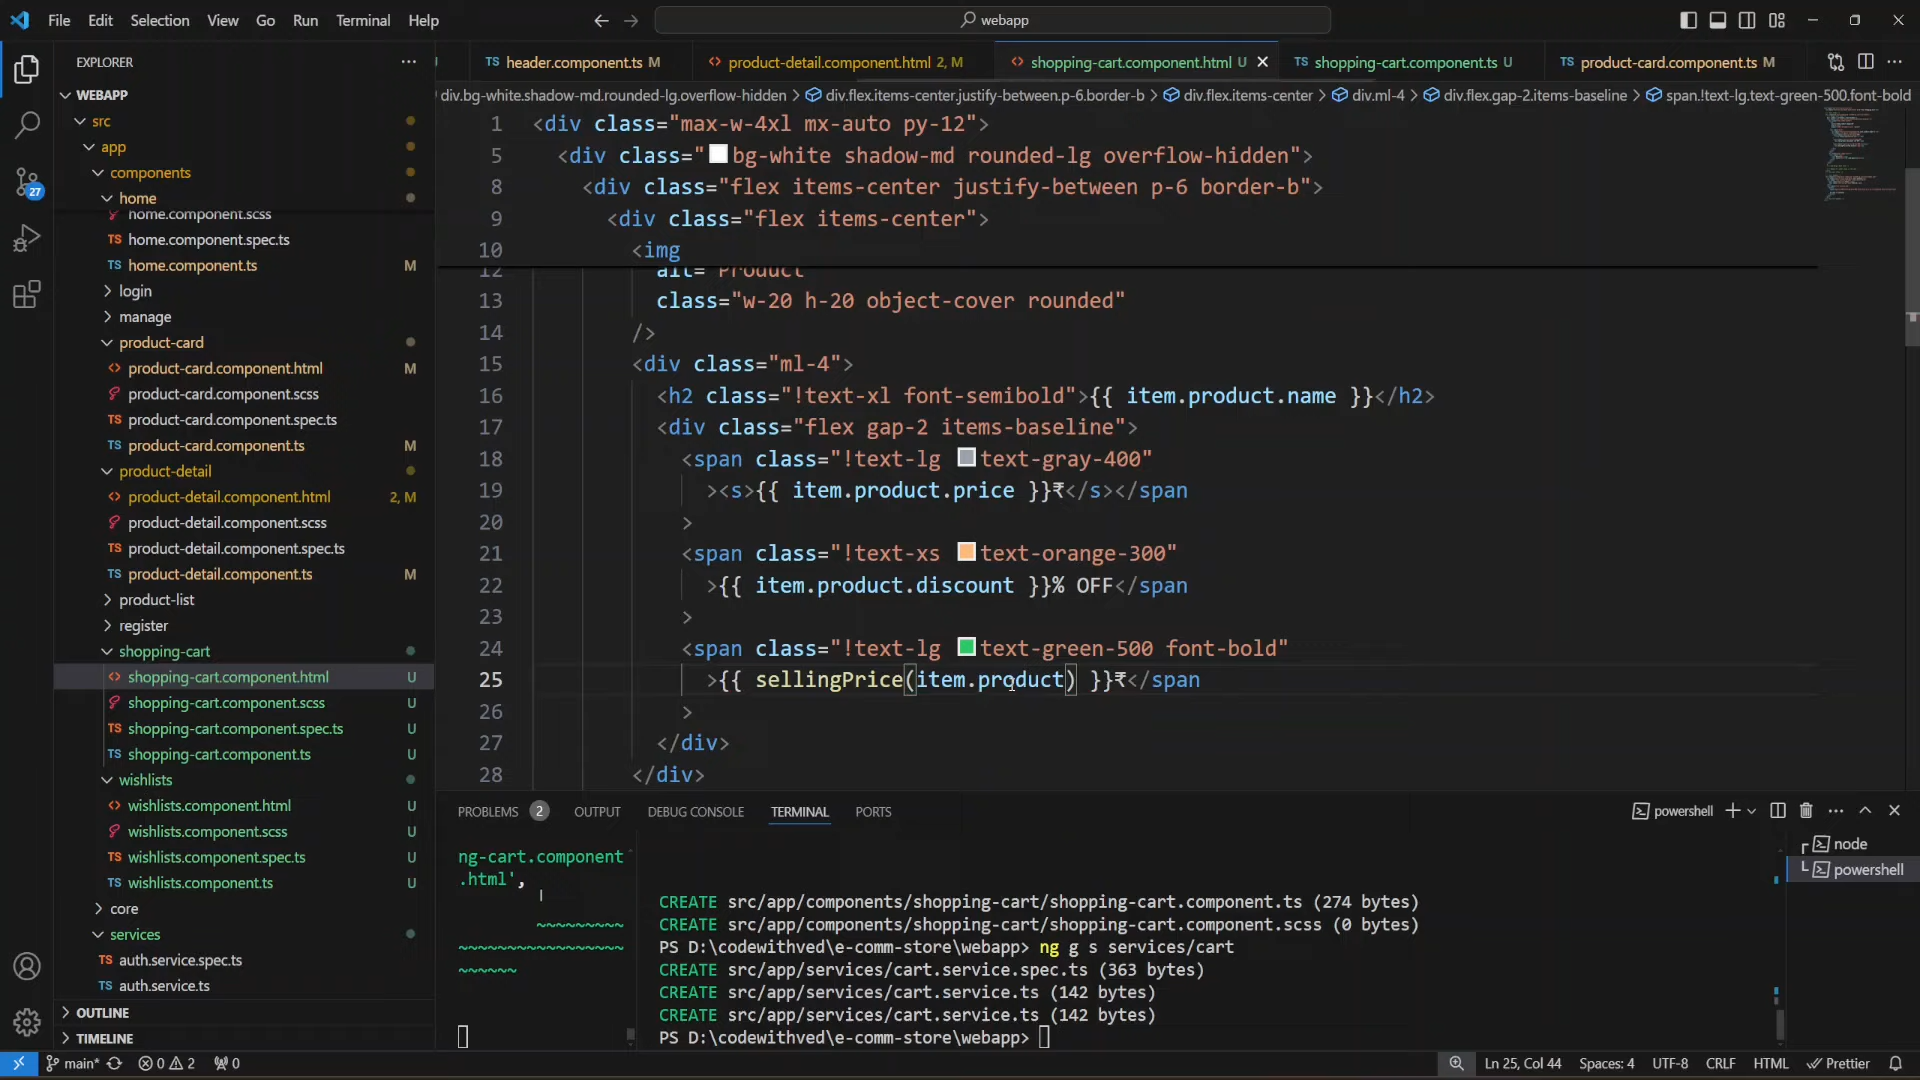 File Edit Selection View Go Run Terminal Help
webapp
EXPLORER
WEBAPP
src
app
components
home
home.component.scss
home.component.spec.ts
home.component.ts M
login
manage
product-card
product-card.component.html M
product-card.component.scss
product-card.component.spec.ts
product-card.component.ts M
product-detail
product-detail.component.html 2, M
product-detail.component.scss
product-detail.component.spec.ts
product-detail.component.ts M
product-list
register
shopping-cart
shopping-cart.component.html U
shopping-cart.component.scss U
shopping-cart.component.spec.ts U
shopping-cart.component.ts U
wishlists
wishlists.component.html U
wishlists.component.scss U
wishlists.component.spec.ts U
wishlists.component.ts U
core
services
auth.service.spec.ts
auth.service.ts
OUTLINE
TIMELINE
27
TS header.component.ts M
product-detail.component.html 2, M
shopping-cart.component.html U
TS shopping-cart.component.ts U
TS product-card.component.ts M
div.bg-white.shadow-md.rounded-lg.overflow-hidden > div.flex.items-center.justify-between.p-6.border-b > div.flex.items-center > div.ml-4 > div.flex.gap-2.items-baseline > span.!text-lg.text-green-500.font-bold
1 <div class="max-w-4xl mx-auto py-12">
5 <div class="bg-white shadow-md rounded-lg overflow-hidden">
8 <div class="flex items-center justify-between p-6 border-b">
9 <div class="flex items-center">
10 <img
12 alt="Product"
13 class="w-20 h-20 object-cover rounded"
14 />
15 <div class="ml-4">
16 <h2 class="!text-xl font-semibold">{{ item.product.name }}</h2>
17 <div class="flex gap-2 items-baseline">
18 <span class="!text-lg text-gray-400"
19 ><s>{{ item.product.price }}₹</s></span
20 >
21 <span class="!text-xs text-orange-300"
22 >{{ item.product.discount }}% OFF</span
23 >
24 <span class="!text-lg text-green-500 font-bold"
25 >{{ sellingPrice(item.product) }}₹</span
26 >
27 </div>
28 </div>
PROBLEMS 2 OUTPUT DEBUG CONSOLE TERMINAL PORTS
powershell
ng-cart.component
.html',
~~~~~~~~~
~~~~~~~~~~~~~~~~~
~~~~~~
CREATE src/app/components/shopping-cart/shopping-cart.component.ts (274 bytes)
CREATE src/app/components/shopping-cart/shopping-cart.component.scss (0 bytes)
PS D:\codewithved\e-comm-store\webapp> ng g s services/cart
CREATE src/app/services/cart.service.spec.ts (363 bytes)
CREATE src/app/services/cart.service.ts (142 bytes)
CREATE src/app/services/cart.service.ts (142 bytes)
PS D:\codewithved\e-comm-store\webapp>
node
powershell
main* 0 2 0
Ln 25, Col 44 Spaces: 4 UTF-8 CRLF HTML Prettier